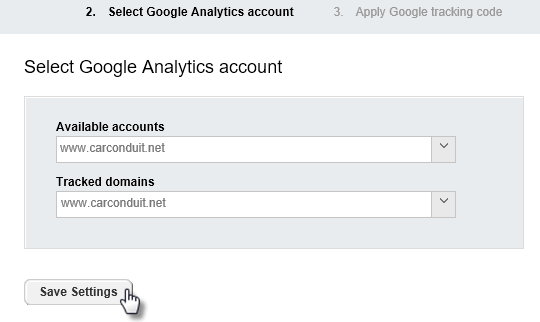 2. Select Google Analytics account 3. Apply Google tracking code
Select Google Analytics account
Available accounts
www.carconduit.net
Tracked domains
www.carconduit.net
Save Settings